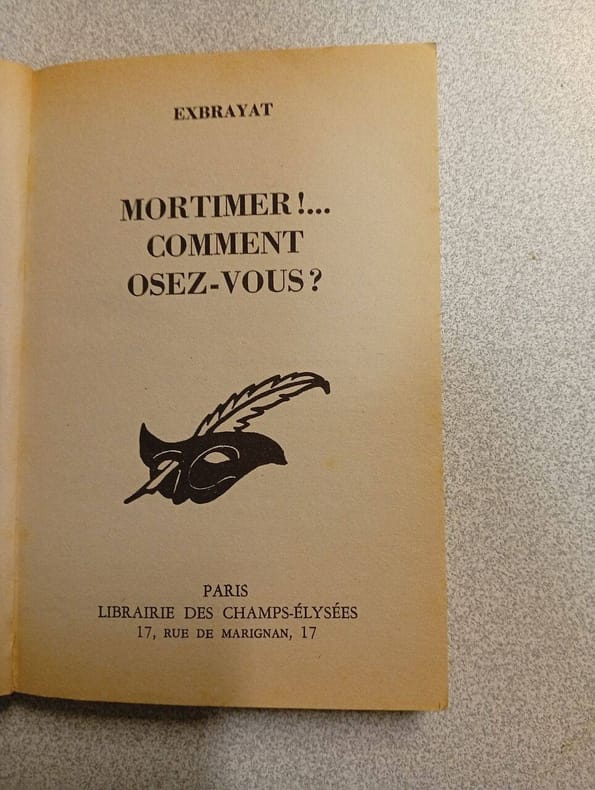 EXBRAYAT
MORTIMER !...
COMMENT
OSEZ-VOUS ?
PARIS
LIBRAIRIE DES CHAMPS-ÉLYSÉES
17, RUE DE MARIGNAN, 17